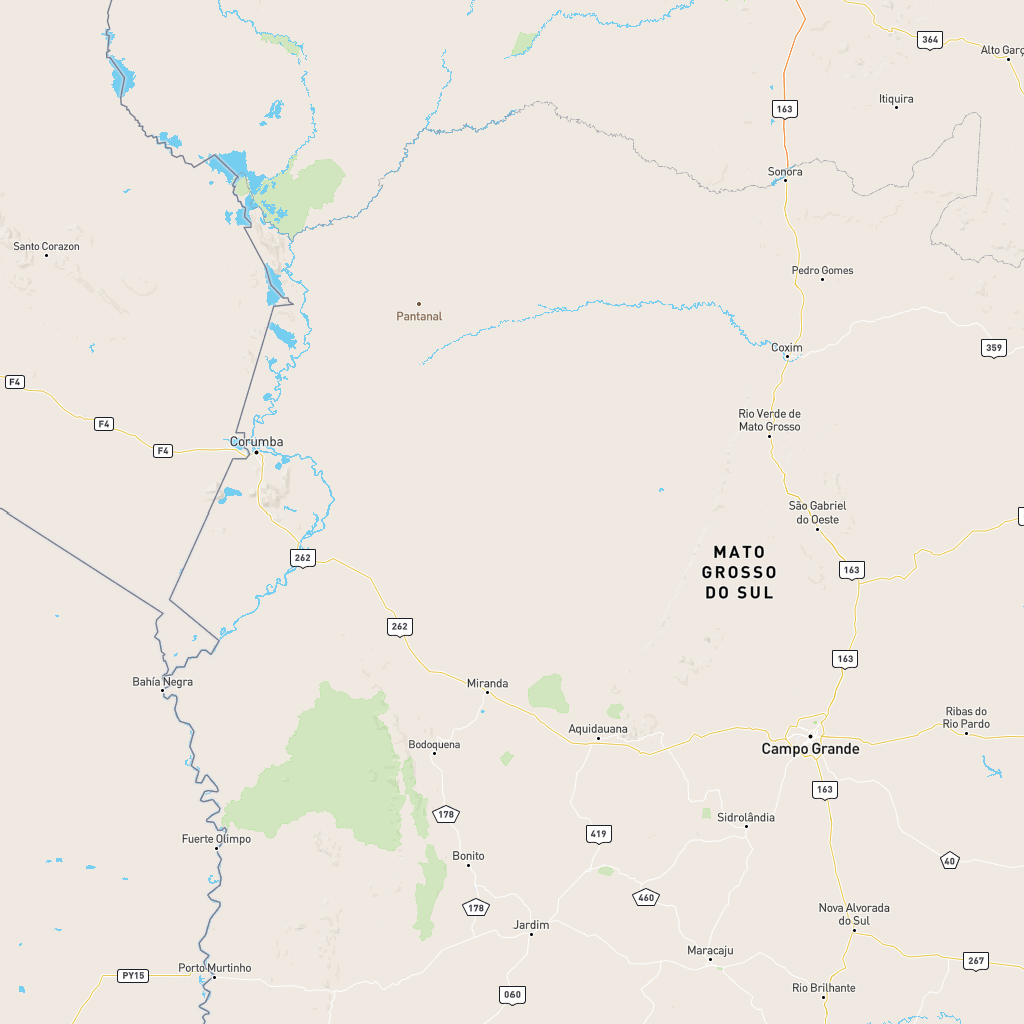 364
Alto Garç
Itiquira
163
Sonora
Santo Corazon
Pedro Gomes
Pantanal
359
Coxim
F4
Rio Verde de
Mato Grosso
F4
Corumba
F4
São Gabriel
do Oeste
262
MATO
GROSSO
DO SUL
163
262
163
Bahía Negra
Miranda
Ribas do
Rio Pardo
Aquidauana
Bodoquena
Campo Grande
163
178
Sidrolândia
Fuerte Olimpo
419
Bonito
40
460
178
Nova Alvorada
do Sul
Jardim
Maracaju
267
Porto Murtinho
PY15
Rio Brilhante
060